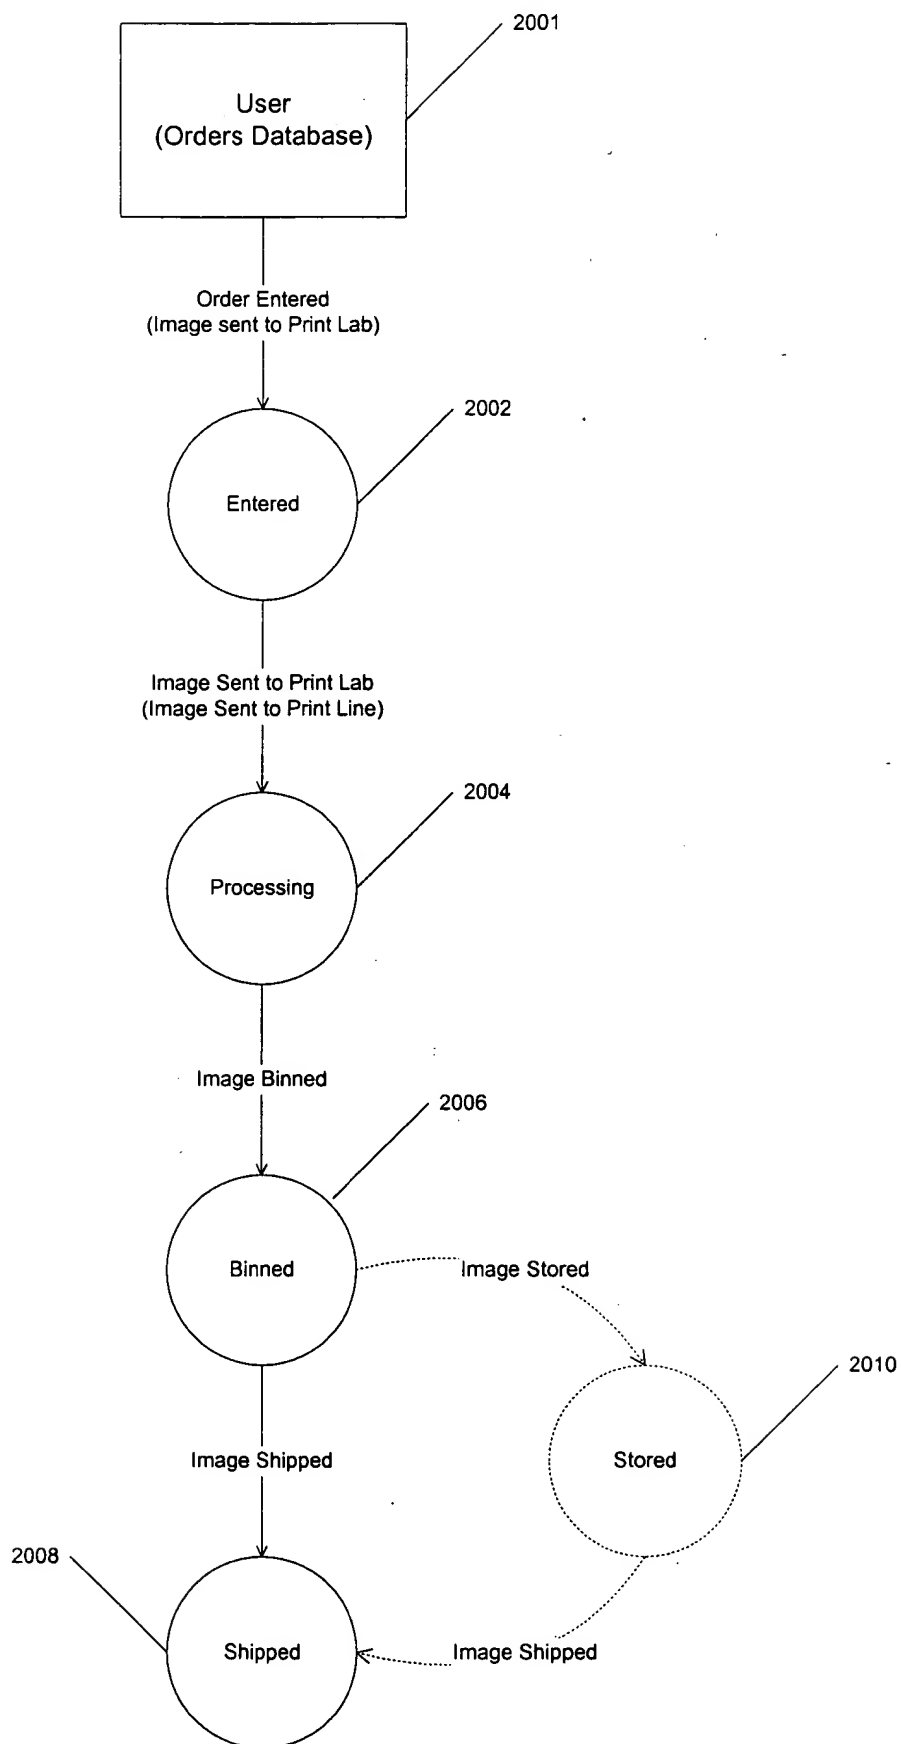 2001
User
(Orders Database)
Order Entered
(Image sent to Print Lab)
2002
Entered
Image Sent to Print Lab
(Image Sent to Print Line)
2004
Processing
Image Binned
2006
Binned
Image Stored
2010
Image Shipped
Stored
2008
Shipped
Image Shipped